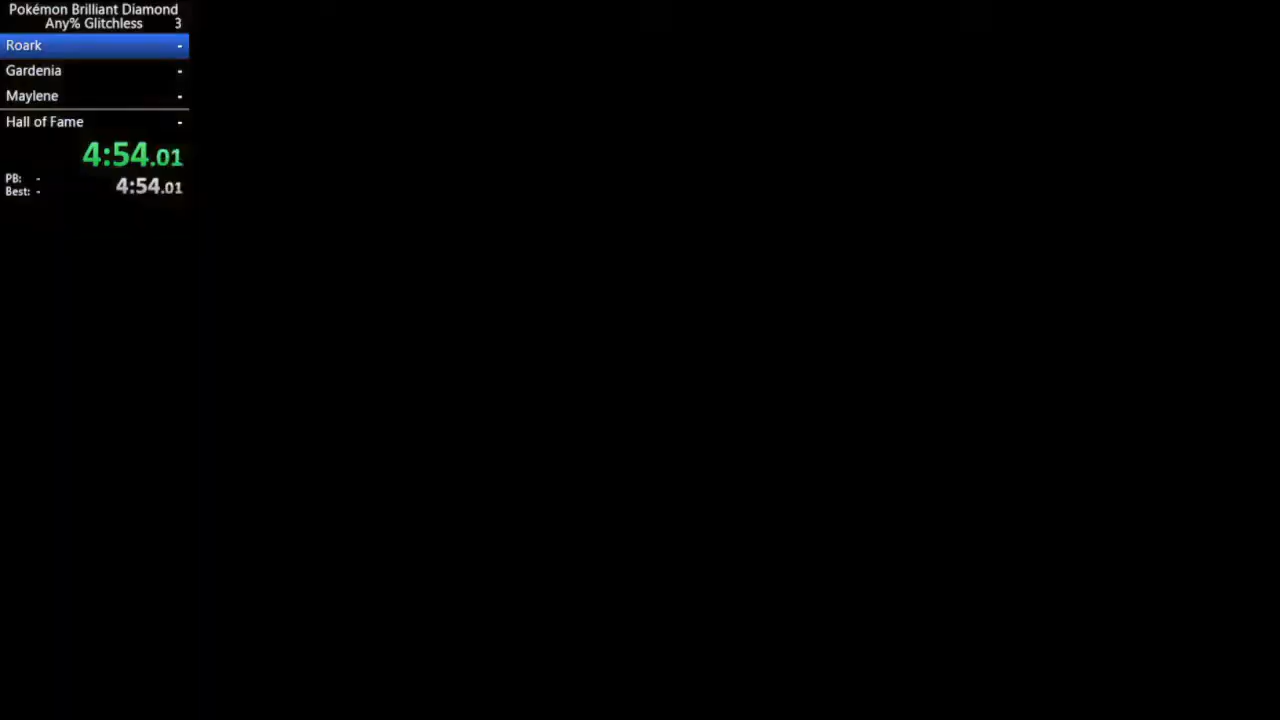 Pokémon Brilliant Diamond
Any% Glitchless 3
Roark -
Gardenia -
Maylene -
Hall of Fame -
4:54.01
PB: -
Best: -
4:54.01